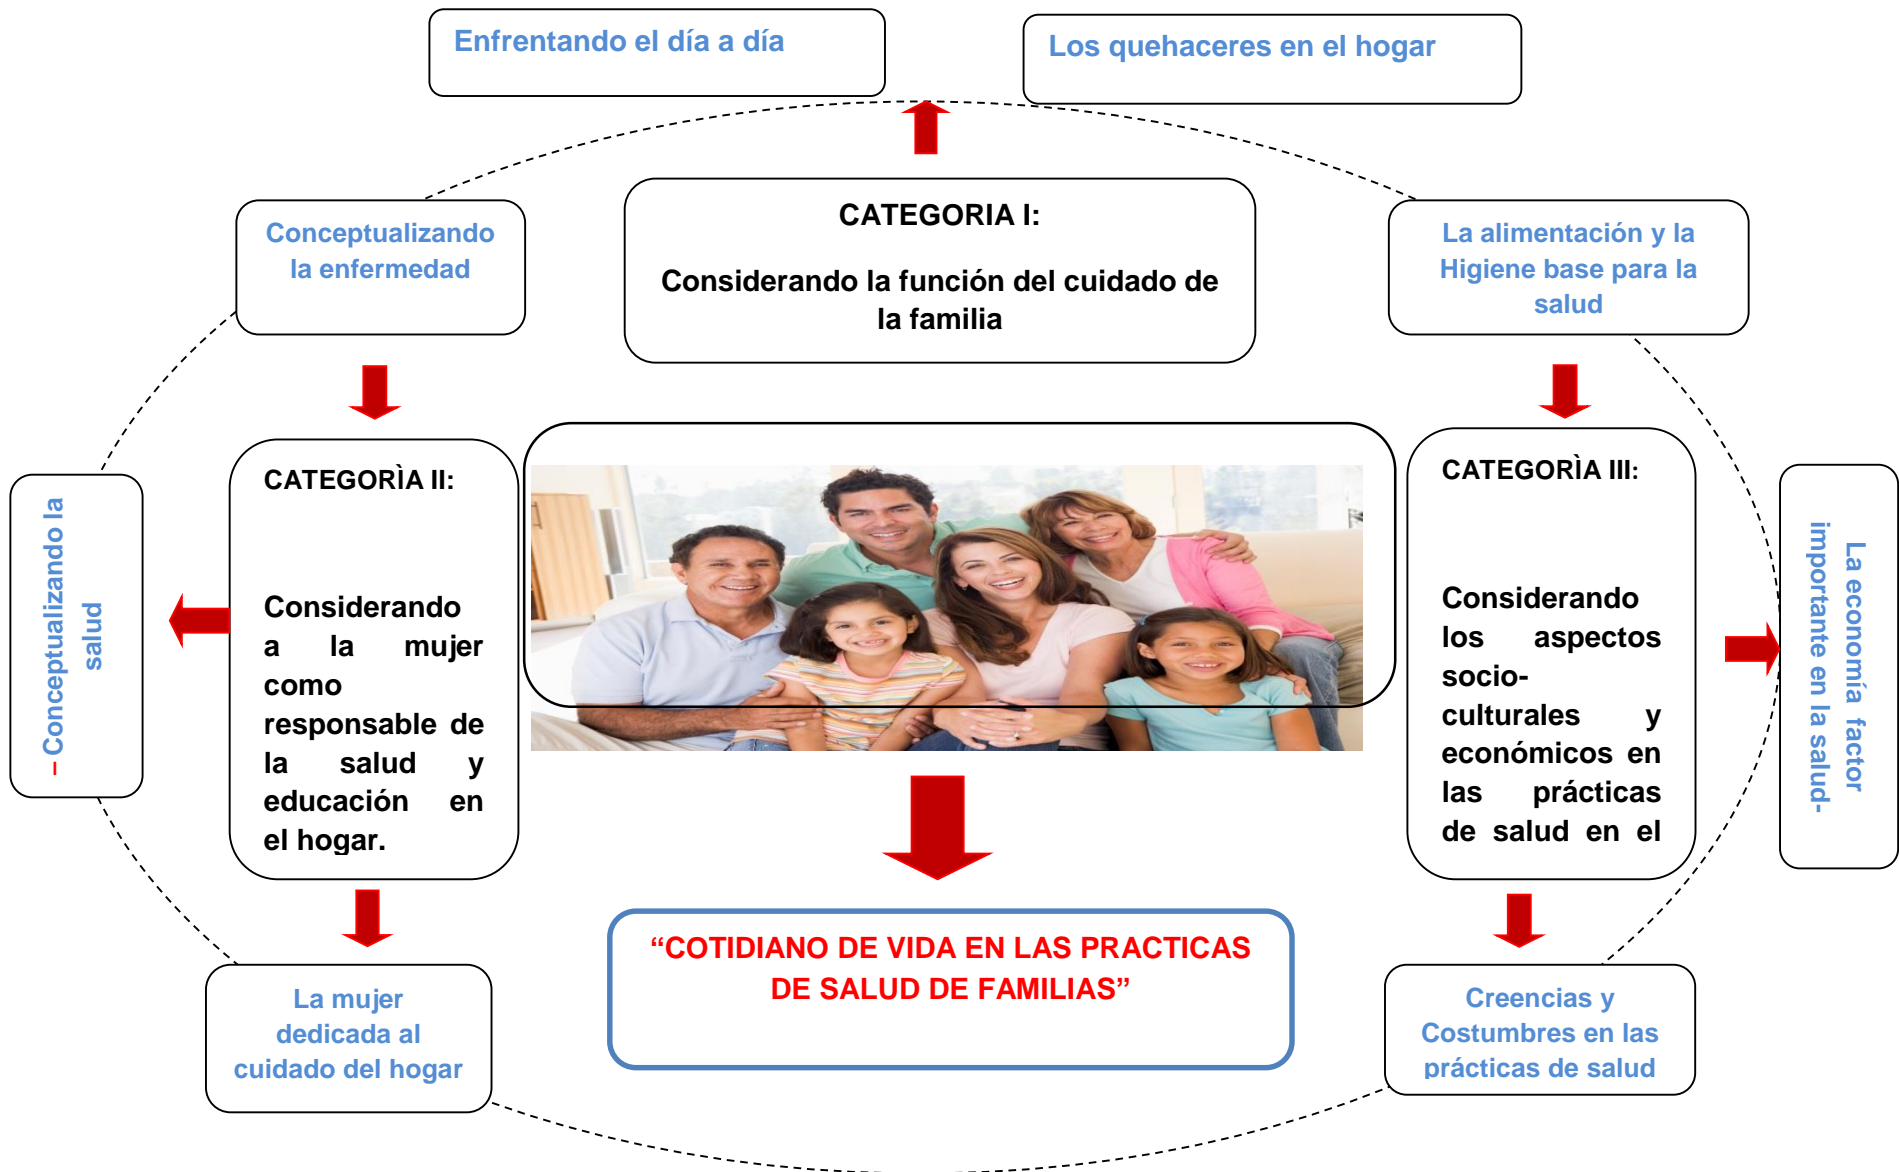 Enfrentando el día a día
Los quehaceres en el hogar
CATEGORIA I:
Considerando la función del cuidado de
la familia
Conceptualizando
la enfermedad
La alimentación y la
Higiene base para la
salud
CATEGORÌA II:
Considerando
a la mujer
como
responsable de
la salud y
educación en
el hogar.
CATEGORÌA III:
Considerando
los aspectos
socio-
culturales y
económicos en
las prácticas
de salud en el
– Conceptualizando la
salud
La economía factor
importante en la salud-
“COTIDIANO DE VIDA EN LAS PRACTICAS
DE SALUD DE FAMILIAS”
La mujer
dedicada al
cuidado del hogar
Creencias y
Costumbres en las
prácticas de salud